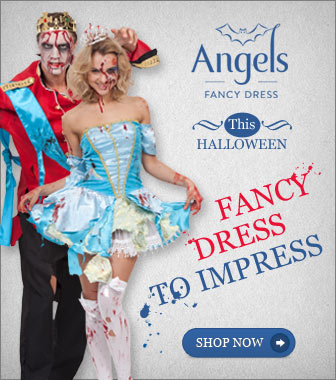 Angels
FANCY DRESS
This
HALLOWEEN
FANCY
DRESS
TO IMPRESS
SHOP NOW